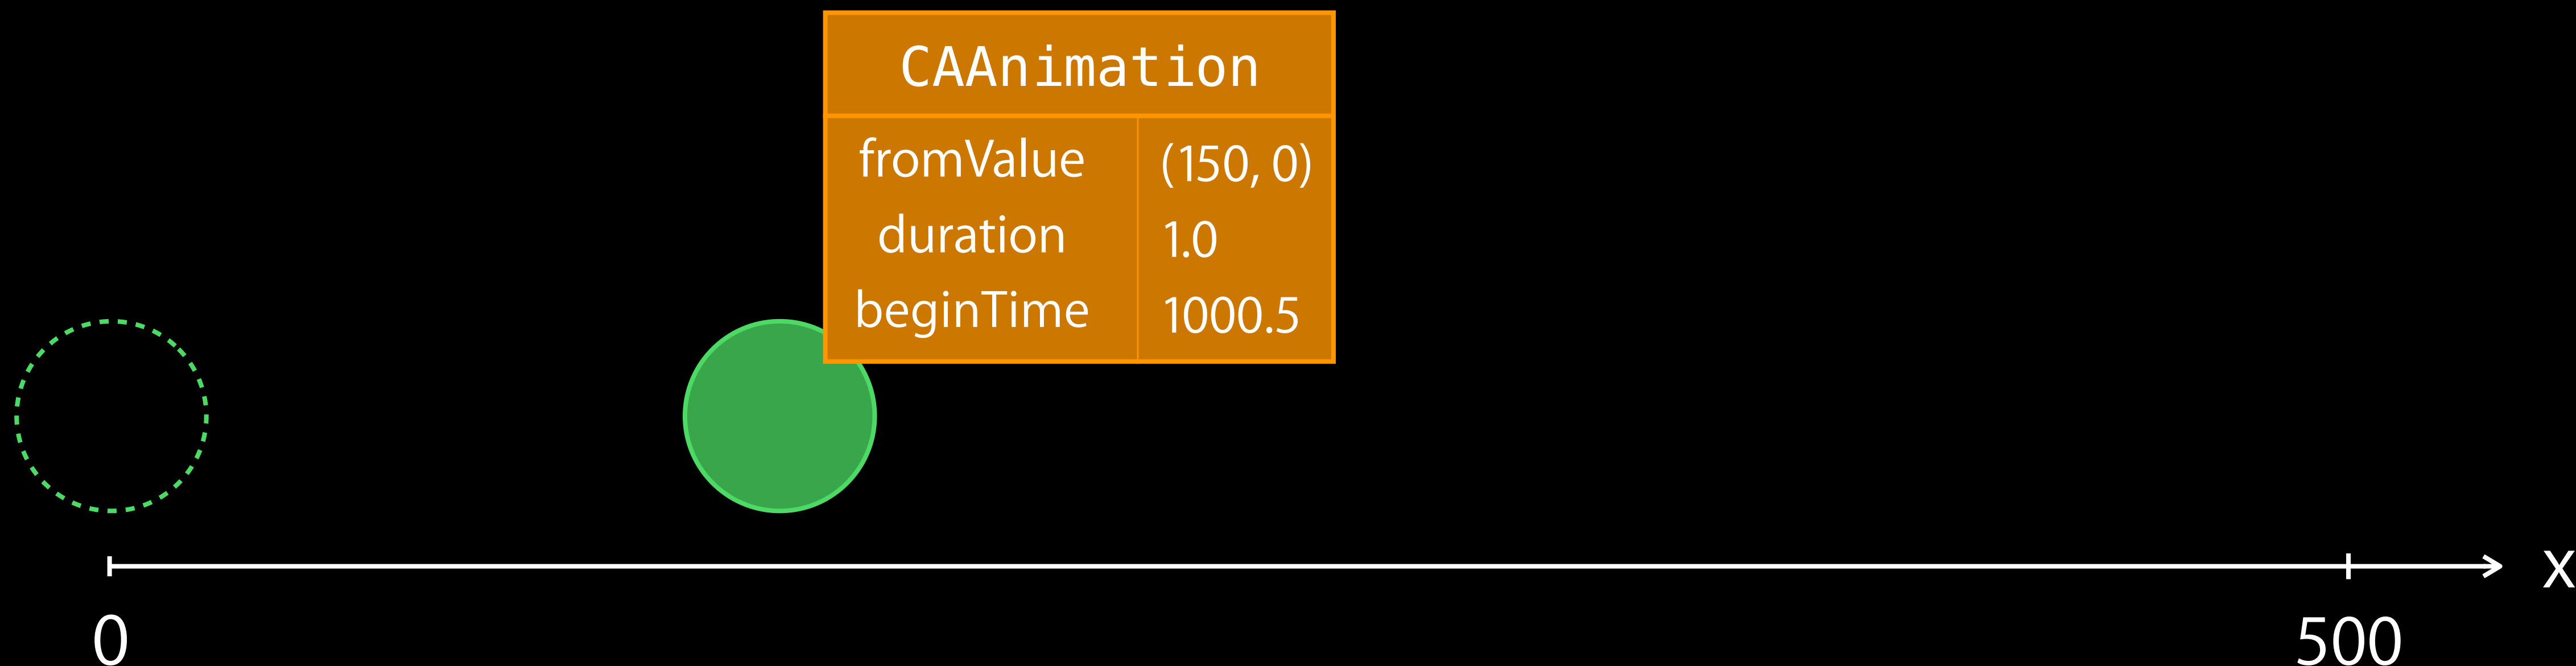 CAAnimation
fromValue (150, 0)
duration 1.0
beginTime 1000.5
x
0 500